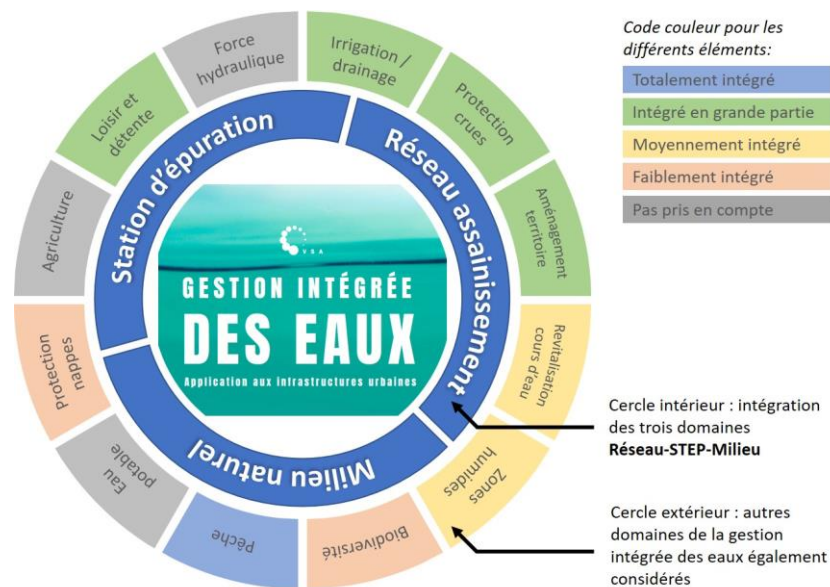 Code couleur pour les
différents éléments:
Totalement intégré
Intégré en grande partie
Moyennement intégré
Faiblement intégré
Pas pris en compte
Force
hydraulique
Irrigation /
drainage
Protection
crues
Aménagement
territoire
Revitalisation
cours d'eau
Zones
humides
Biodiversité
Pêche
Eau
potable
Protection
nappes
Agriculture
Loisir et
détente
Station d'épuration
Réseau assainissement
Milieu naturel
VSA
GESTION INTÉGRÉE
DES EAUX
Application aux infrastructures urbaines
Cercle intérieur : intégration
des trois domaines
Réseau-STEP-Milieu
Cercle extérieur : autres
domaines de la gestion
intégrée des eaux également
considérés